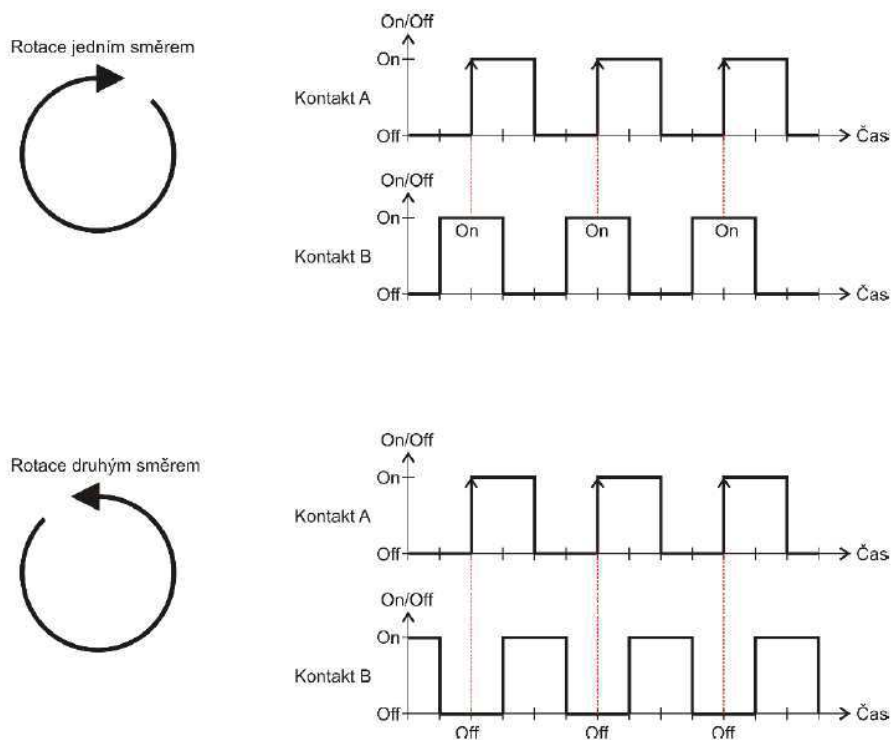 Rotace jedním směrem
On/Off
On
Kontakt A
Off
Čas
On/Off
On
On On On
Kontakt B
Off
Čas
Rotace druhým směrem
On/Off
On
Kontakt A
Off
Čas
On/Off
On
Kontakt B
Off
Čas
Off Off Off